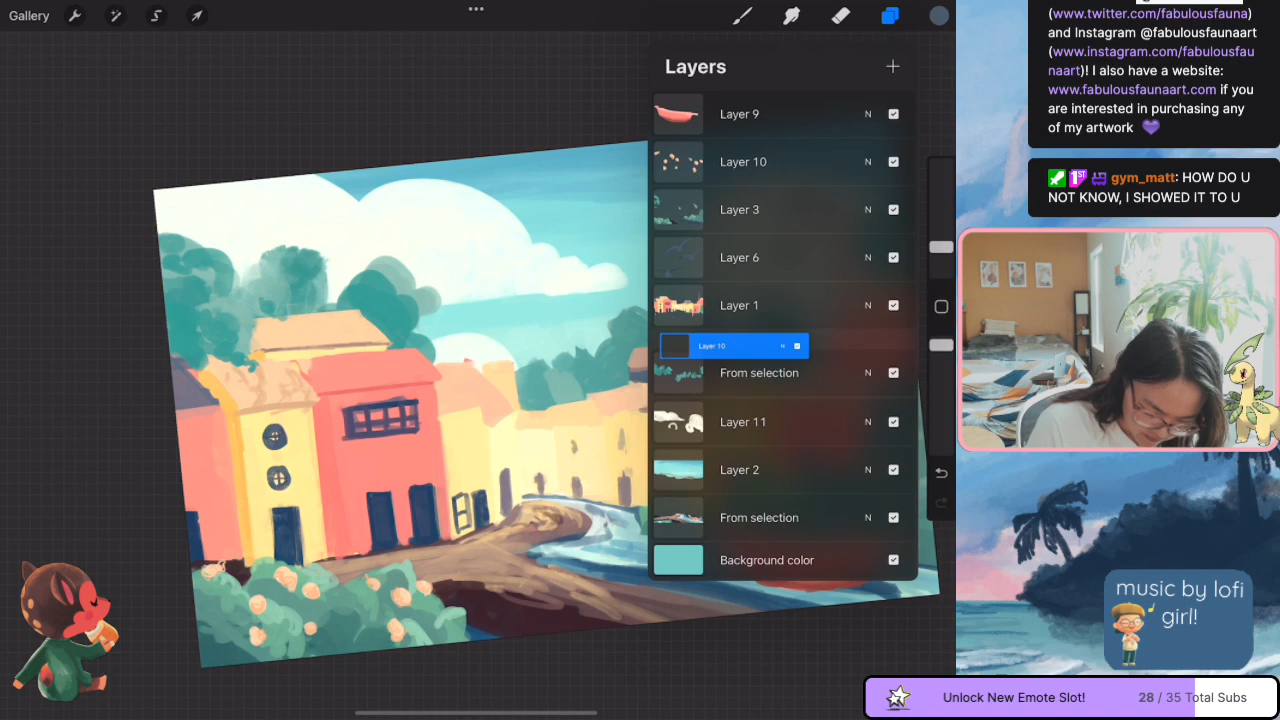 Gallery
Layers
Layer 9 N
Layer 10 N
Layer 3 N
Layer 6 N
Layer 1 N
Layer 10 N
From selection N
Layer 11 N
Layer 2 N
From selection N
Background color
(www.twitter.com/fabulousfauna)
and Instagram @fabulousfaunaart
(www.instagram.com/fabulousfau
naart)! I also have a website:
www.fabulousfaunaart.com if you
are interested in purchasing any
of my artwork 💜
gym_matt: HOW DO U
NOT KNOW, I SHOWED IT TO U
music by lofi
girl!
Unlock New Emote Slot! 28 / 35 Total Subs